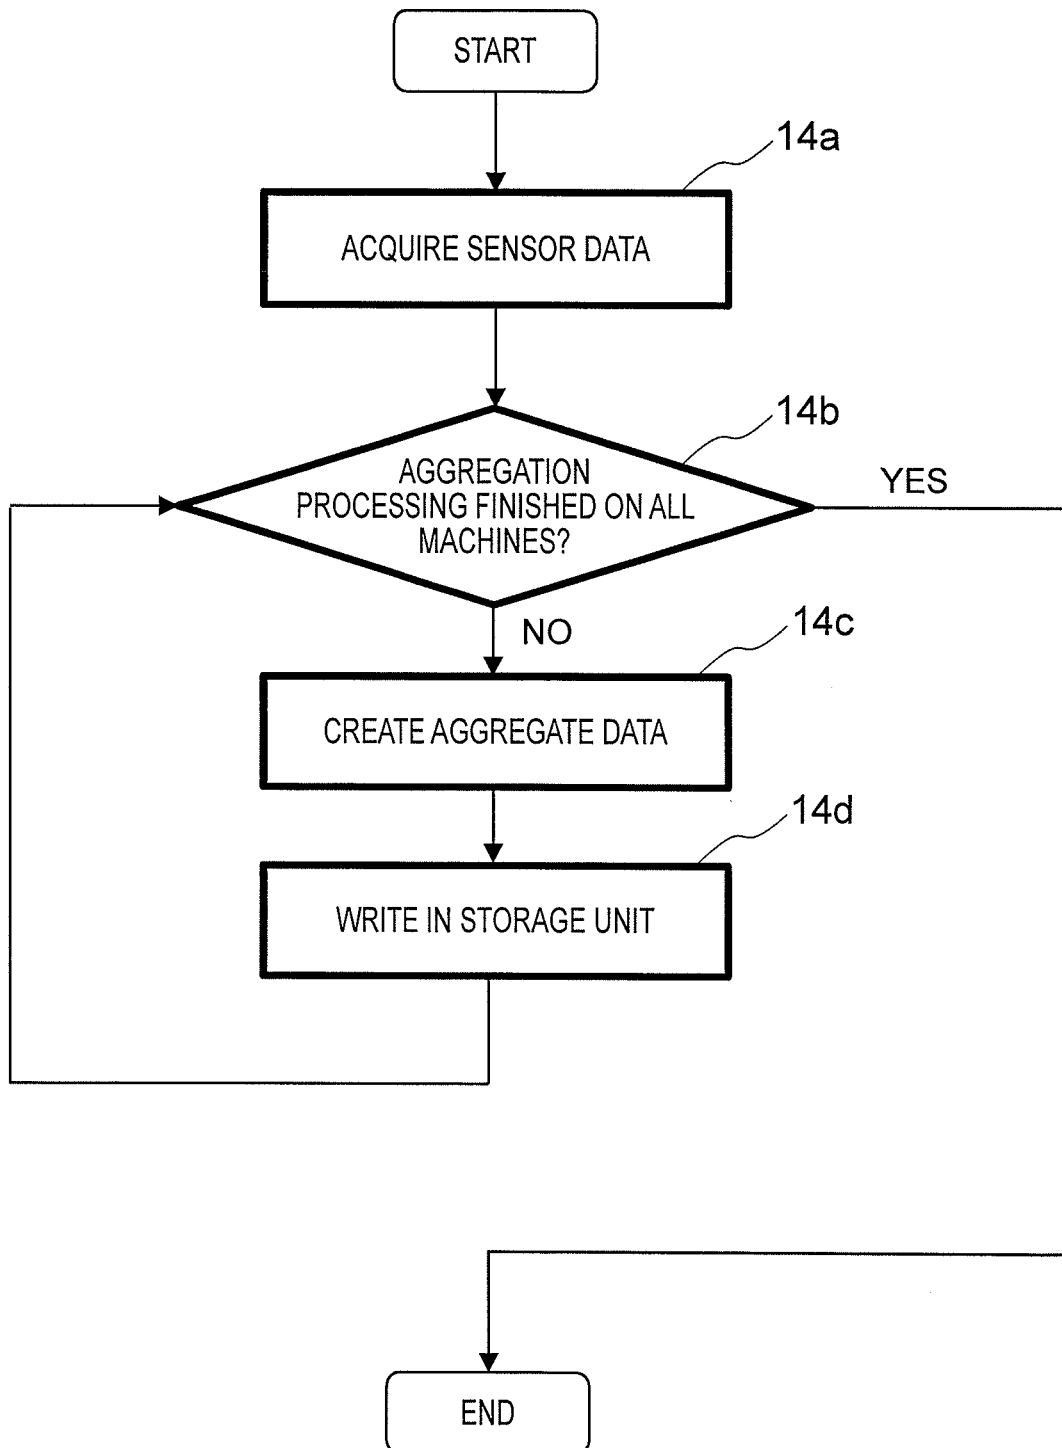 START
14a
ACQUIRE SENSOR DATA
14b
AGGREGATION
PROCESSING FINISHED ON ALL
MACHINES?
YES
NO
14c
CREATE AGGREGATE DATA
14d
WRITE IN STORAGE UNIT
END